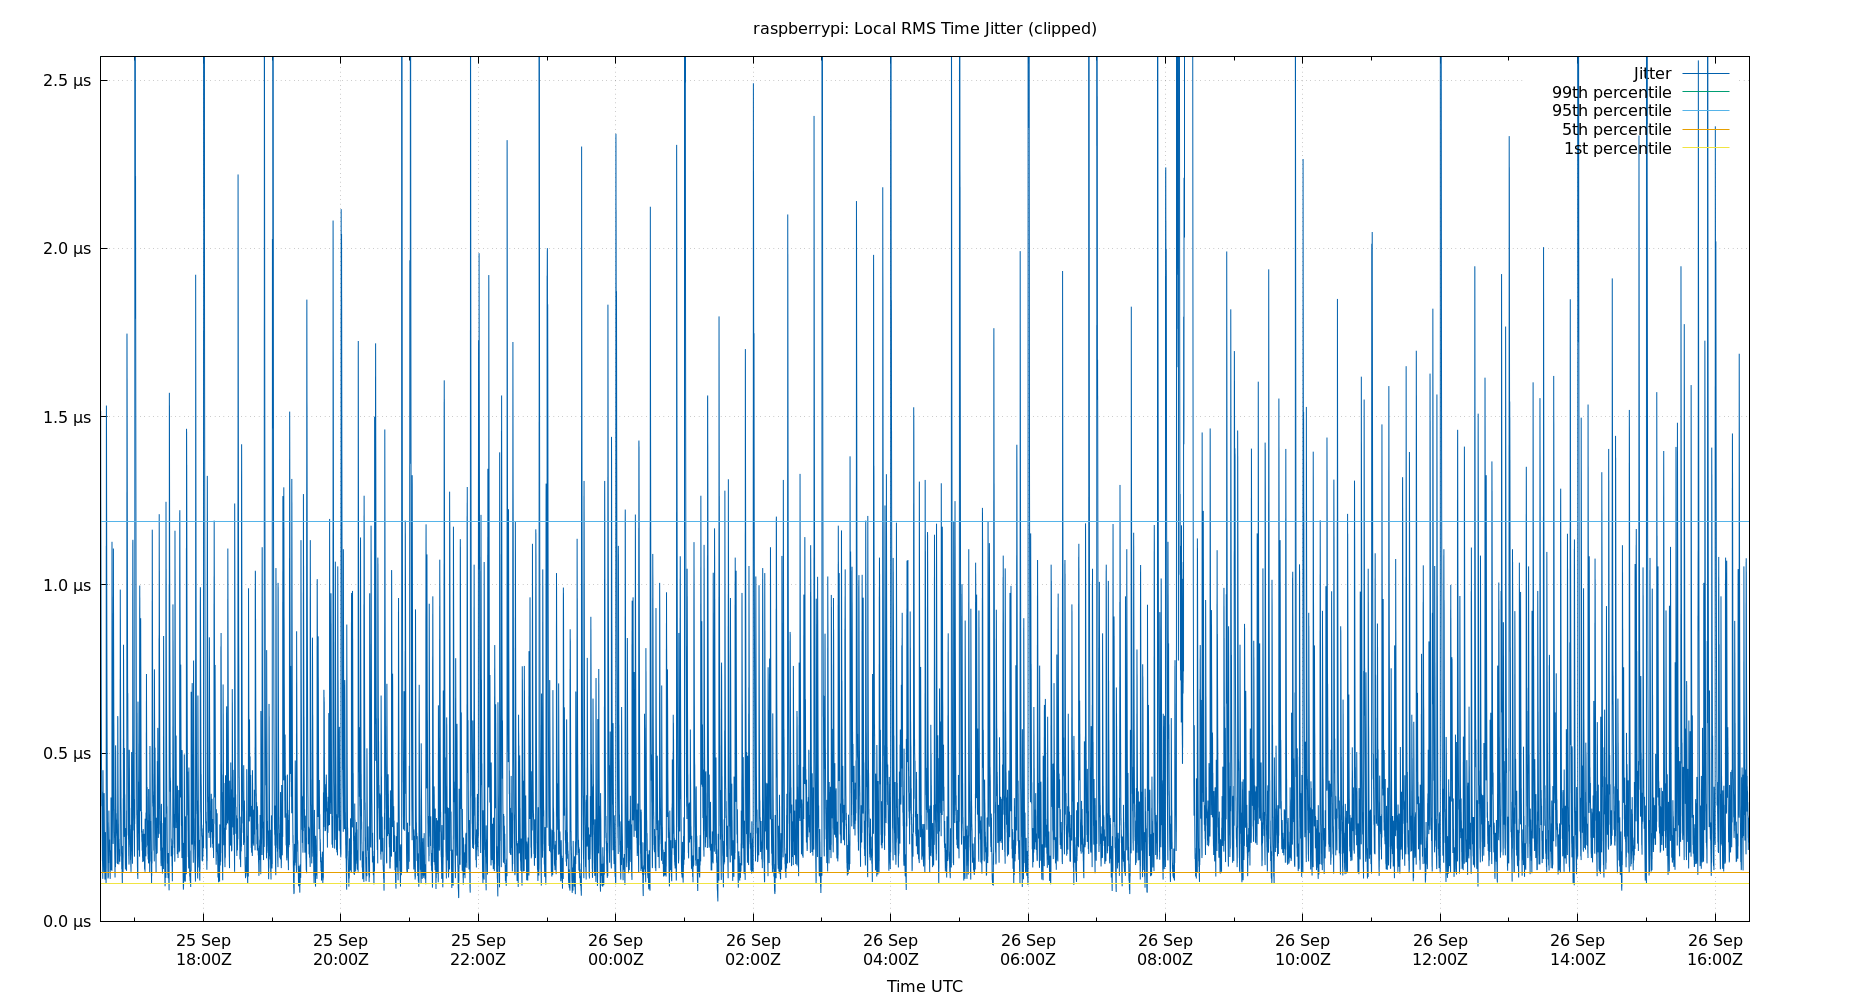 raspberrypi: Local RMS Time Jitter (clipped)
2.5 μs
2.0 μs
1.5 μs
1.0 μs
0.5 μs
0.0 μs
Jitter
99th percentile
95th percentile
5th percentile
1st percentile
25 Sep 25 Sep 25 Sep 26 Sep 26 Sep 26 Sep 26 Sep 26 Sep 26 Sep 26 Sep 26 Sep 26 Sep
18:00Z 20:00Z 22:00Z 00:00Z 02:00Z 04:00Z 06:00Z 08:00Z 10:00Z 12:00Z 14:00Z 16:00Z
Time UTC